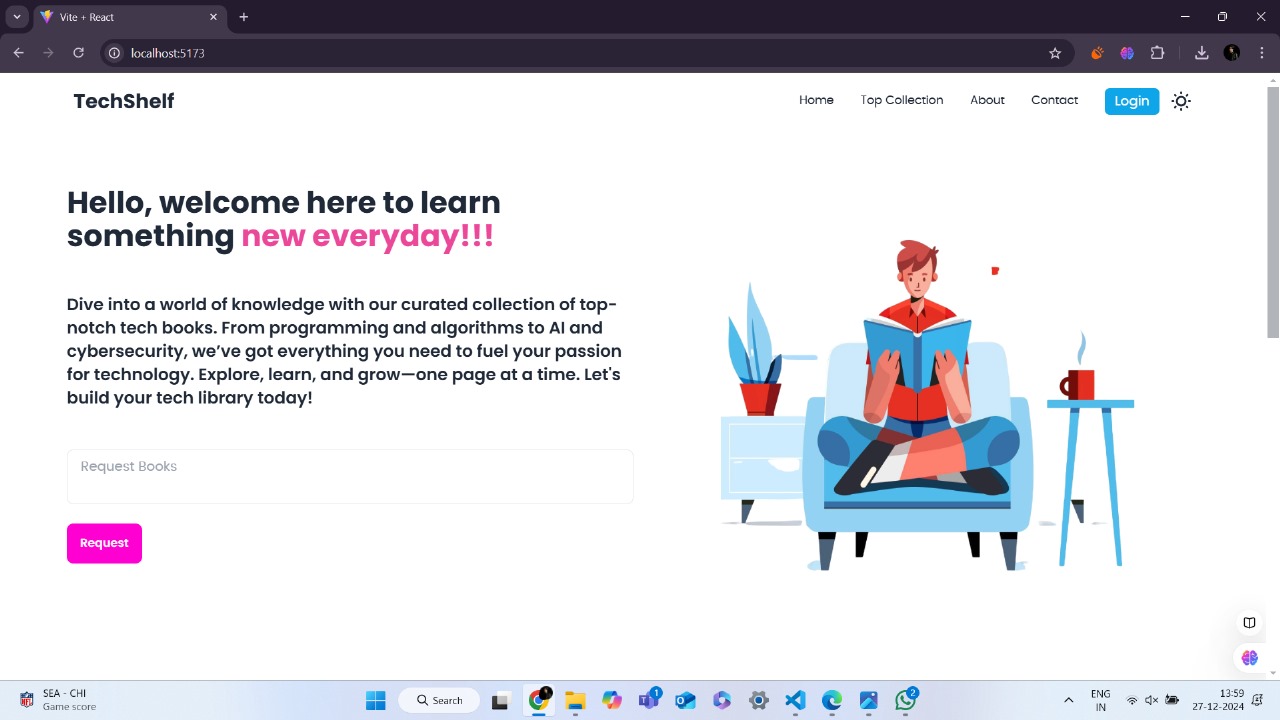 Vite + React
localhost:5173
TechShelf
Home
Top Collection
About
Contact
Login
Hello, welcome here to learn
something new everyday!!!
Dive into a world of knowledge with our curated collection of top-
notch tech books. From programming and algorithms to AI and
cybersecurity, we’ve got everything you need to fuel your passion
for technology. Explore, learn, and grow—one page at a time. Let's
build your tech library today!
Request Books
Request
SEA - CHI
Game score
Search
1
2
ENG
IN
13:59
27-12-2024